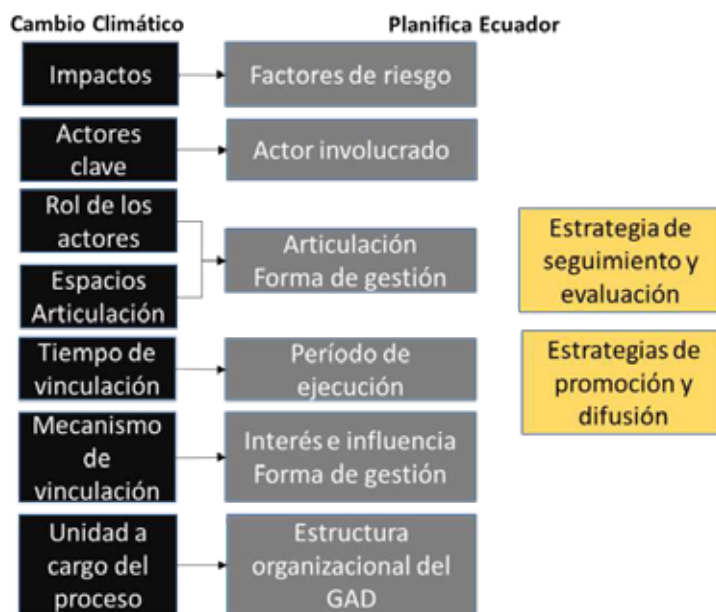 Cambio Climático
Planifica Ecuador
Impactos
Factores de riesgo
Actores
clave
Actor involucrado
Rol de los
actores
Espacios
Articulación
Articulación
Forma de gestión
Tiempo de
vinculación
Período de
ejecución
Mecanismo
de
vinculación
Interés e influencia
Forma de gestión
Unidad a
cargo del
proceso
Estructura
organizacional del
GAD
Estrategia de
seguimiento y
evaluación
Estrategias de
promoción y
difusión